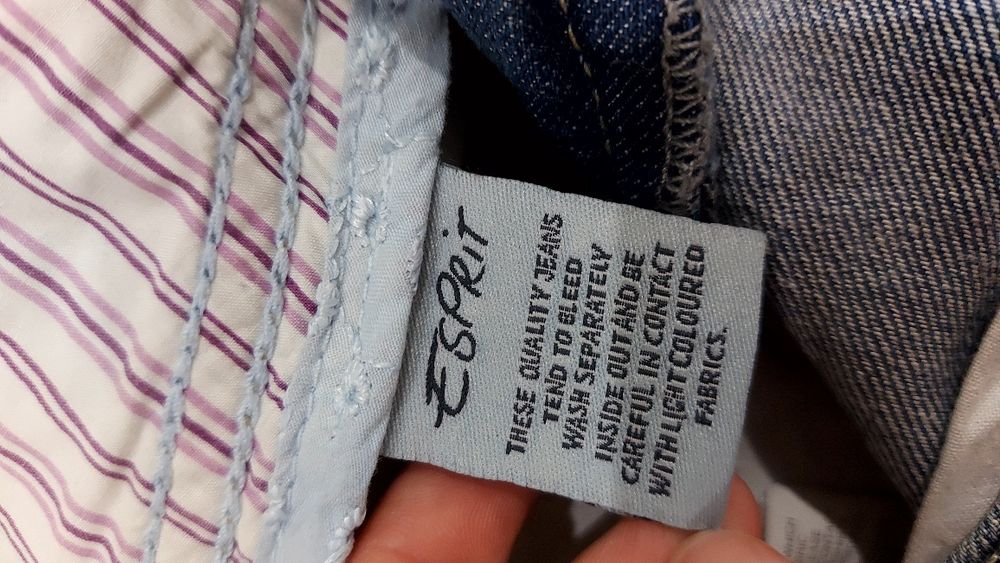 ESPRiT
THESE QUALITY JEANS
TEND TO BLEED
WASH SEPARATELY
INSIDE OUT AND BE
CAREFUL IN CONTACT
WITH LIGHT COLOURED
FABRICS.